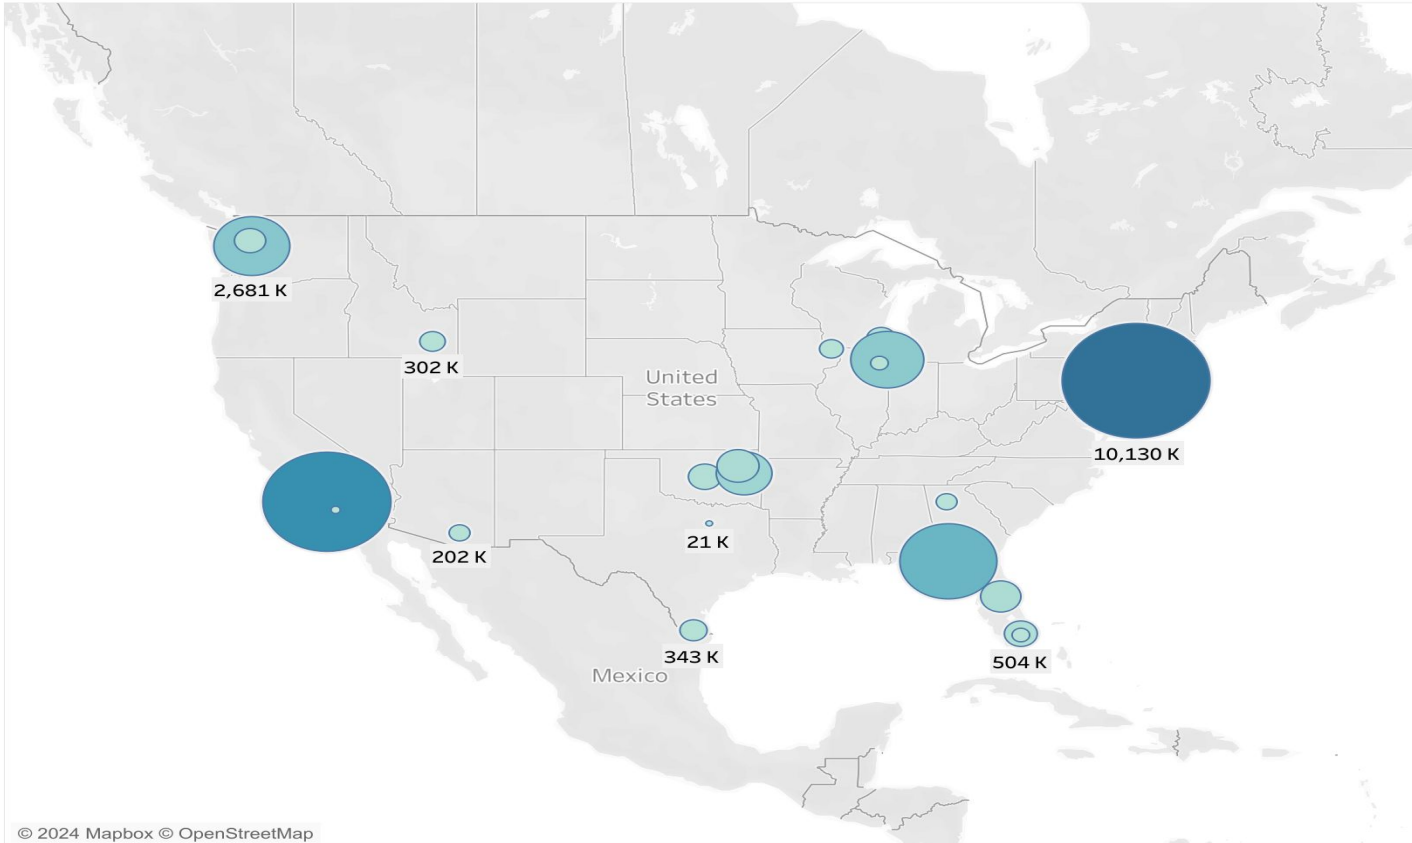 2,681 K
302 K
United
States
10,130 K
202 K
21 K
343 K
504 K
Mexico
© 2024 Mapbox © OpenStreetMap